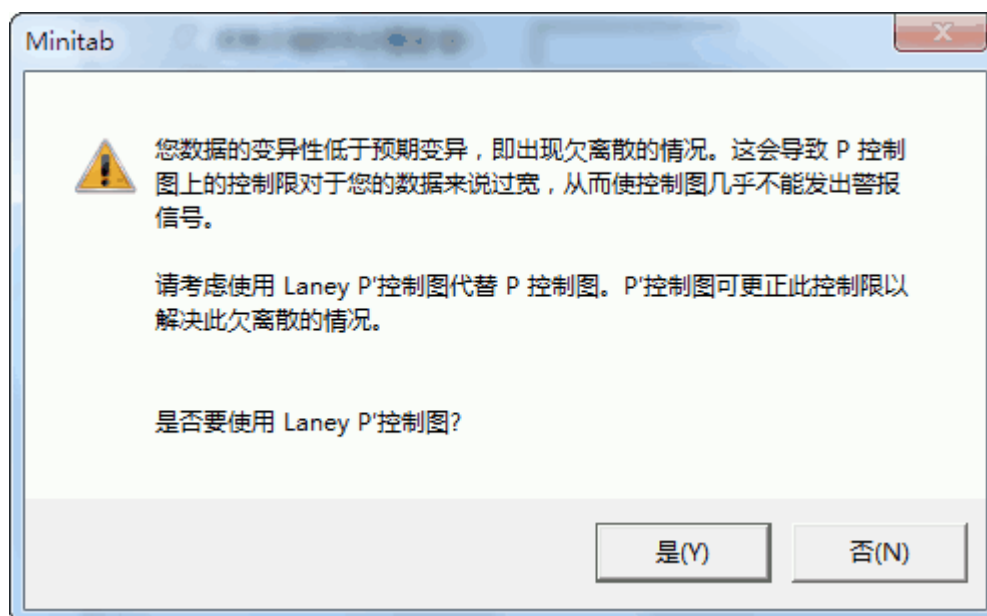 Minitab
您数据的变异性低于预期变异，即出现欠离散的情况。这会导致 P 控制
图上的控制限对于您的数据来说过宽，从而使控制图几乎不能发出警报
信号。
请考虑使用 Laney P'控制图代替 P 控制图。P'控制图可更正此控制限以
解决此欠离散的情况。
是否要使用 Laney P'控制图?
是(Y)
否(N)